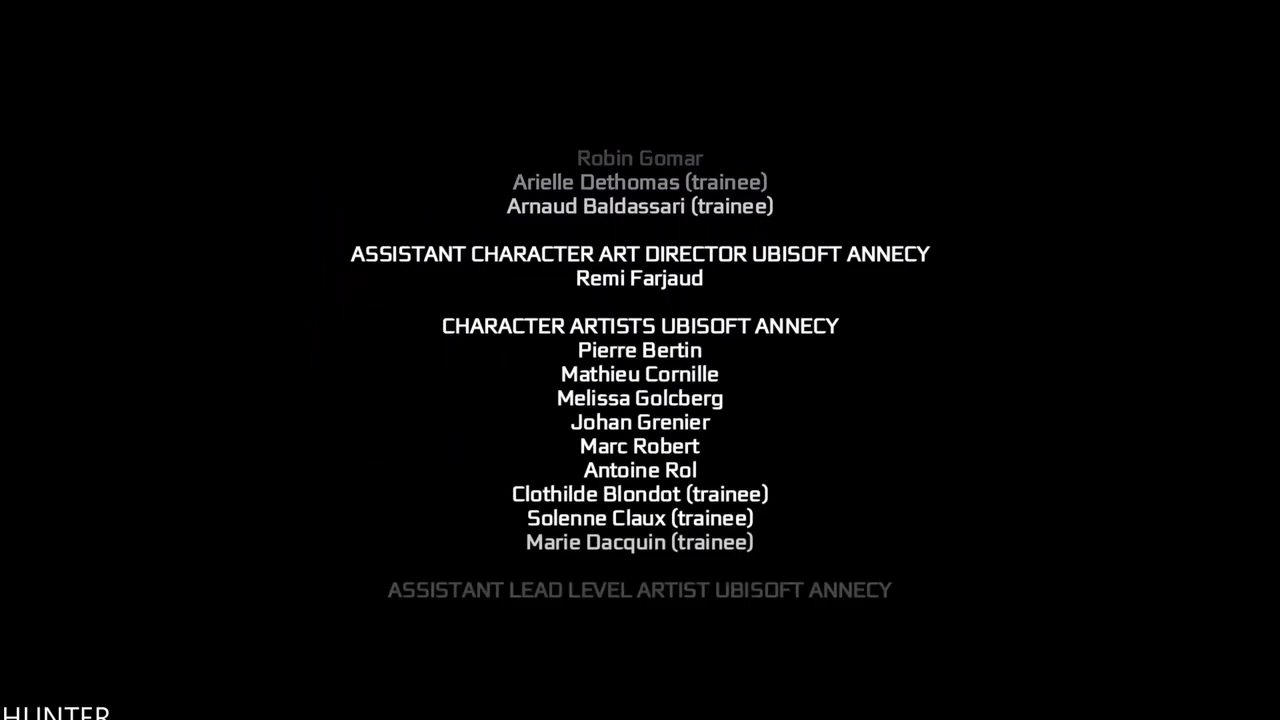 Robin Gomar
Arielle Dethomas (trainee)
Arnaud Baldassari (trainee)
ASSISTANT CHARACTER ART DIRECTOR UBISOFT ANNECY
Remi Farjaud
CHARACTER ARTISTS UBISOFT ANNECY
Pierre Bertin
Mathieu Cornille
Melissa Golcberg
Johan Grenier
Marc Robert
Antoine Rol
Clothilde Blondot (trainee)
Solenne Claux (trainee)
Marie Dacquin (trainee)
ASSISTANT LEAD LEVEL ARTIST UBISOFT ANNECY
HUNTER